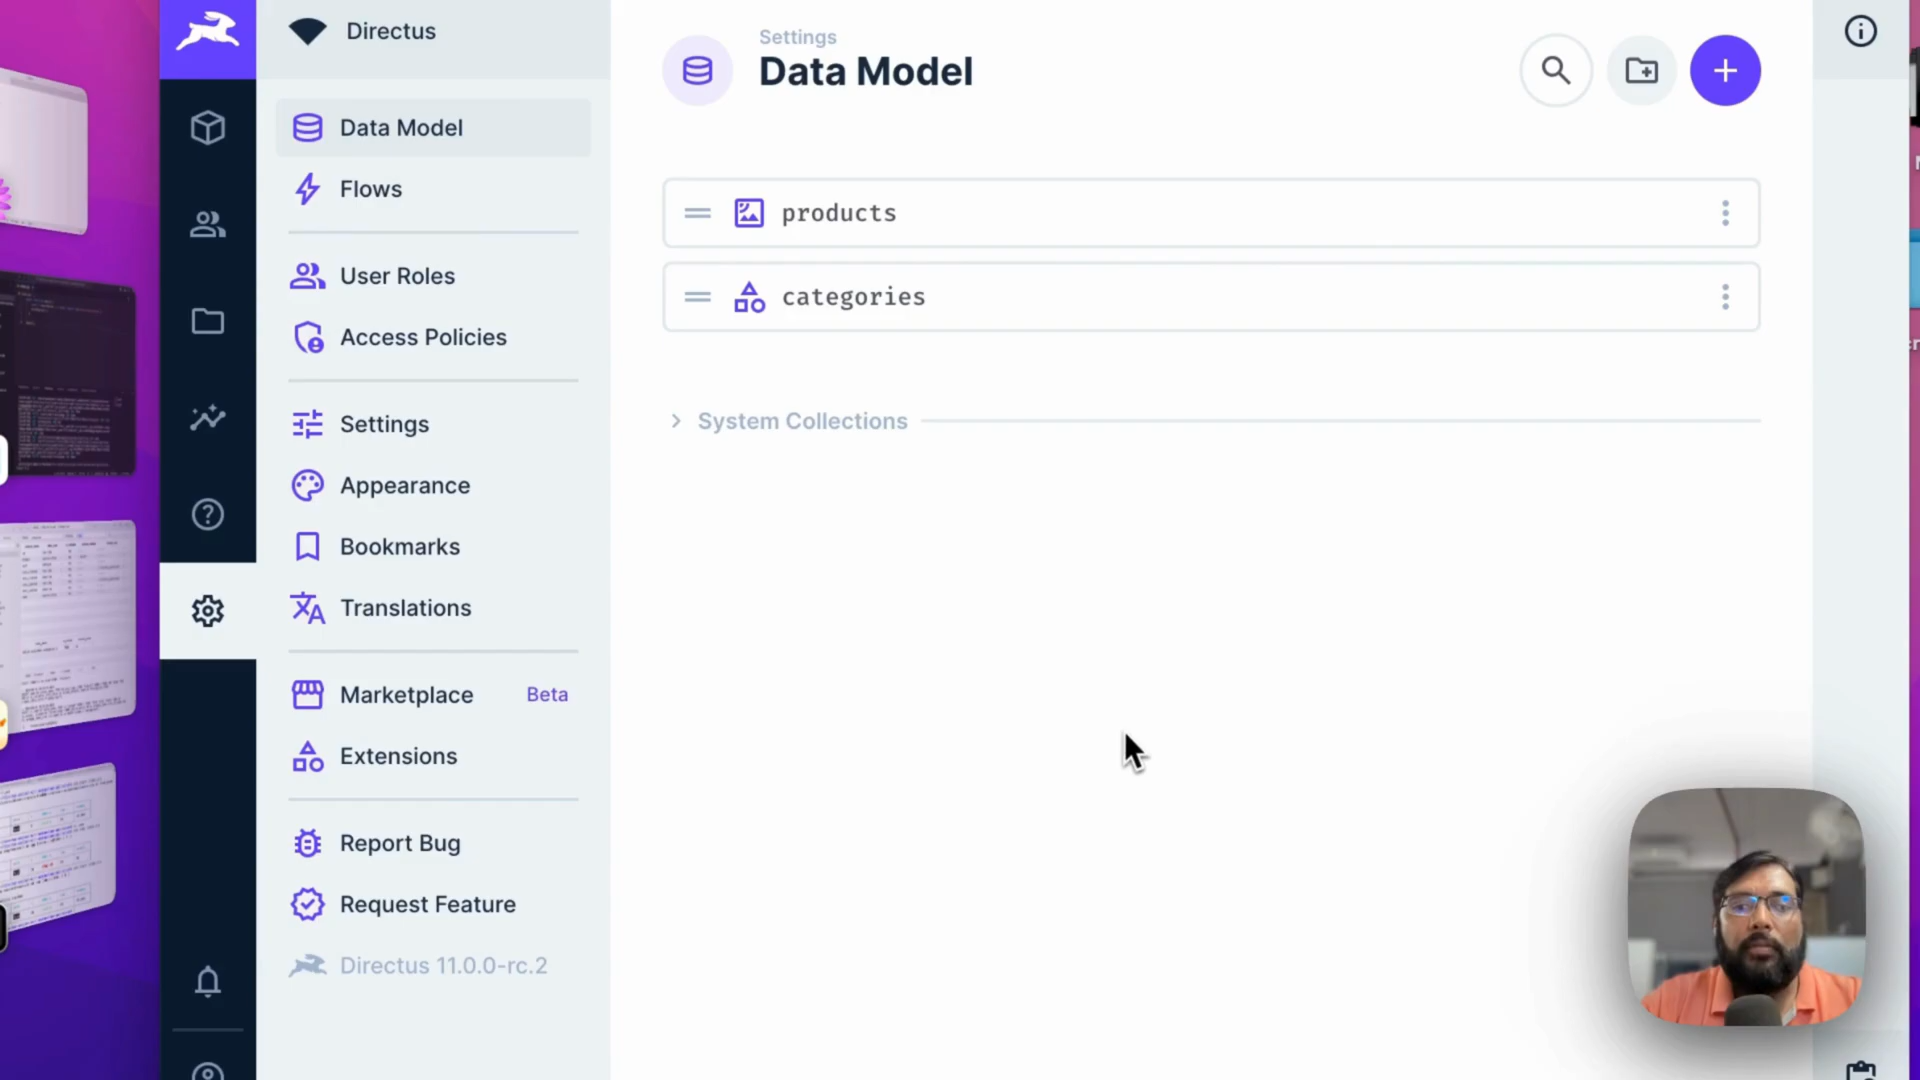 Directus
Data Model
Flows
User Roles
Access Policies
Settings
Appearance
Bookmarks
Translations
Marketplace Beta
Extensions
Report Bug
Request Feature
Directus 11.0.0-rc.2
Settings
Data Model
products
categories
System Collections